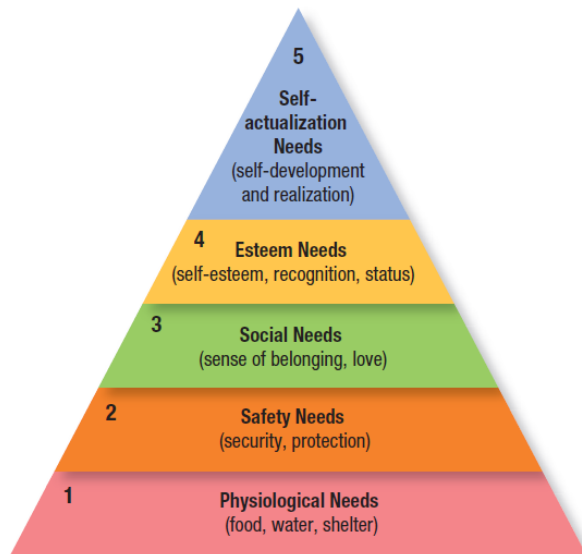 5
Self-
actualization
Needs
(self-development
and realization)
4
Esteem Needs
(self-esteem, recognition, status)
3
Social Needs
(sense of belonging, love)
2
Safety Needs
(security, protection)
1
Physiological Needs
(food, water, shelter)